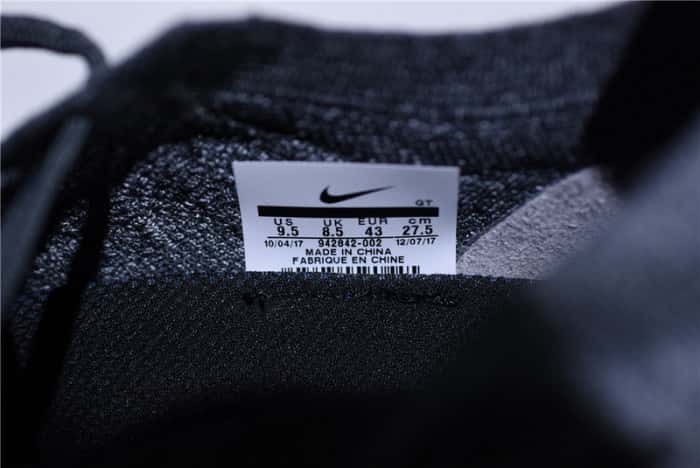 QT
US UK EUR cm
9.5 8.5 43 27.5
10/04/17 942842-002 12/07/17
MADE IN CHINA
FABRIQUE EN CHINE